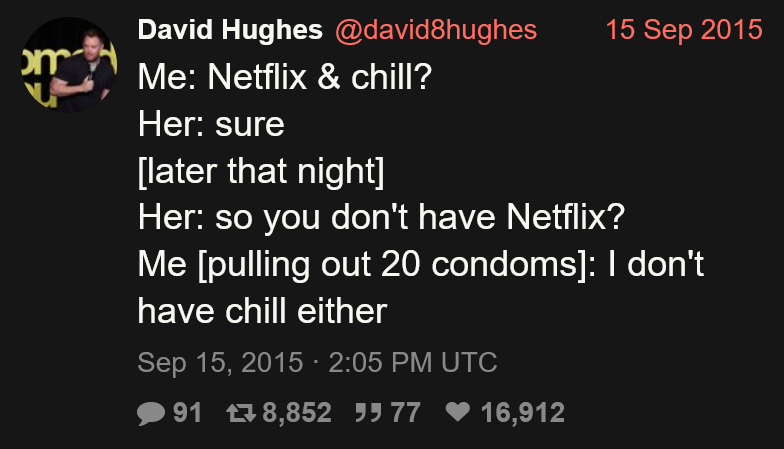 David Hughes @david8hughes 15 Sep 2015
Me: Netflix & chill?
Her: sure
[later that night]
Her: so you don't have Netflix?
Me [pulling out 20 condoms]: I don't
have chill either
Sep 15, 2015 · 2:05 PM UTC
91 8,852 77 16,912